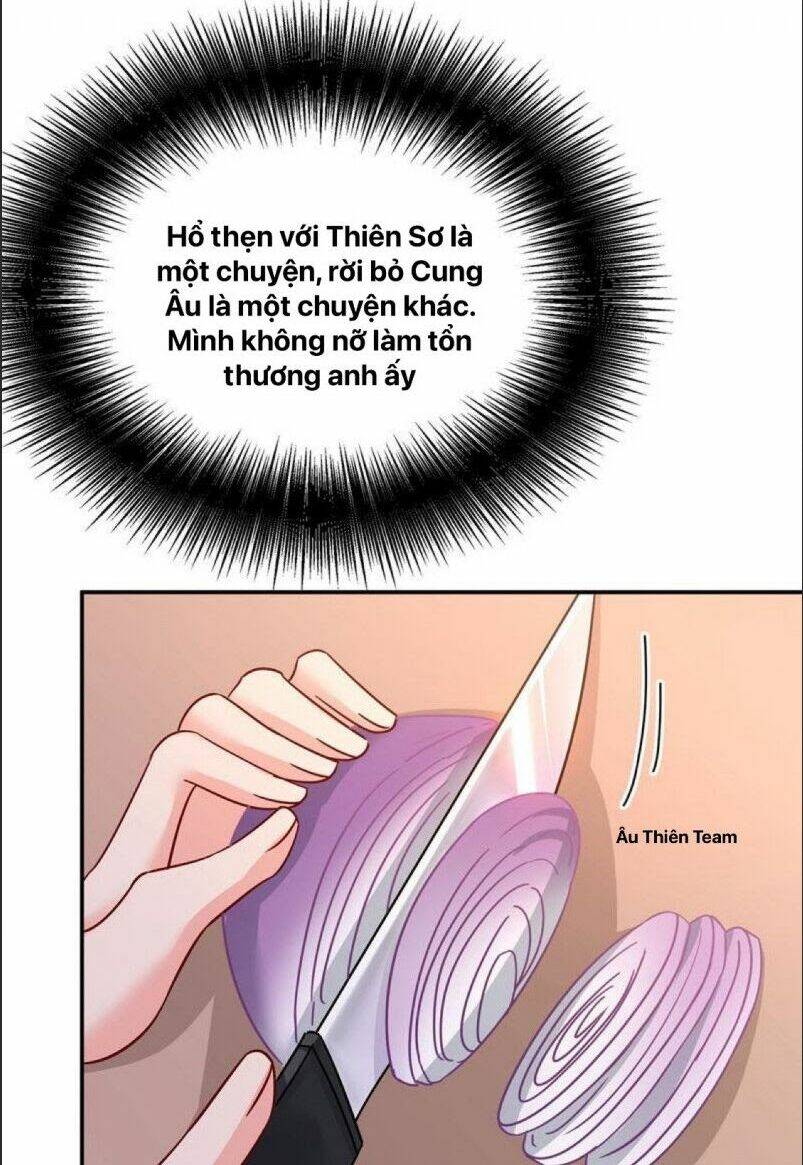 Hổ thẹn với Thiên Sơ là
một chuyện, rời bỏ Cung
Âu là một chuyện khác.
Mình không nỡ làm tổn
thương anh ấy
Âu Thiên Team